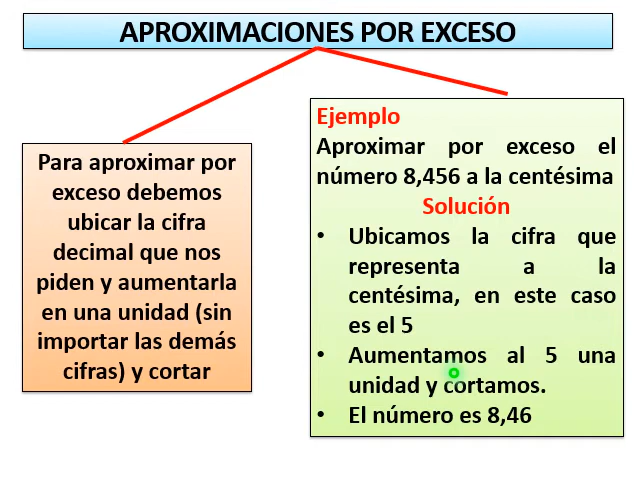 APROXIMACIONES POR EXCESO
Para aproximar por
exceso debemos
ubicar la cifra
decimal que nos
piden y aumentarla
en una unidad (sin
importar las demás
cifras) y cortar
Ejemplo
Aproximar por exceso el
número 8,456 a la centésima
Solución
• Ubicamos la cifra que
representa a la
centésima, en este caso
es el 5
• Aumentamos al 5 una
unidad y cortamos.
• El número es 8,46